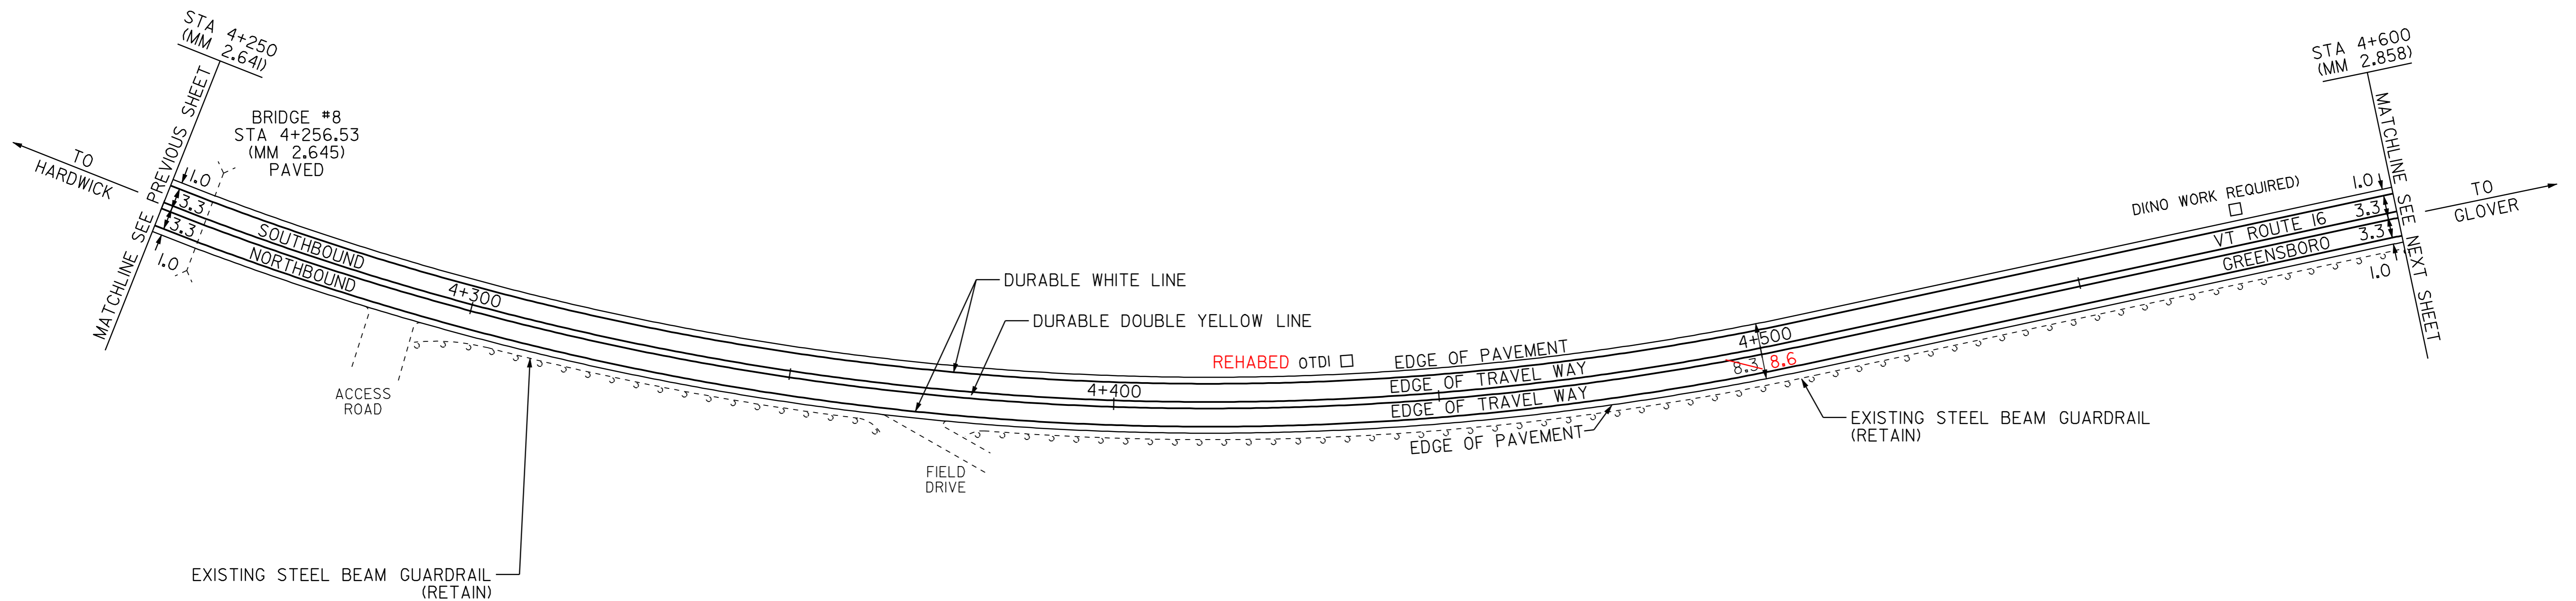 STA 4+250
(MM 2.641)
MATCHLINE SEE PREVIOUS SHEET
TO
HARDWICK
BRIDGE #8
STA 4+256.53
(MM 2.645)
PAVED
1.0
3.3
3.3
1.0
SOUTHBOUND
NORTHBOUND
4+300
ACCESS
ROAD
EXISTING STEEL BEAM GUARDRAIL
(RETAIN)
DURABLE WHITE LINE
DURABLE DOUBLE YELLOW LINE
FIELD
DRIVE
4+400
REHABED OTDI
EDGE OF PAVEMENT
EDGE OF TRAVEL WAY
EDGE OF TRAVEL WAY
EDGE OF PAVEMENT
4+500
8.3 8.6
EXISTING STEEL BEAM GUARDRAIL
(RETAIN)
DI(NO WORK REQUIRED)
VT ROUTE 16
GREENSBORO
1.0
3.3
3.3
1.0
STA 4+600
(MM 2.858)
MATCHLINE SEE NEXT SHEET
TO
GLOVER